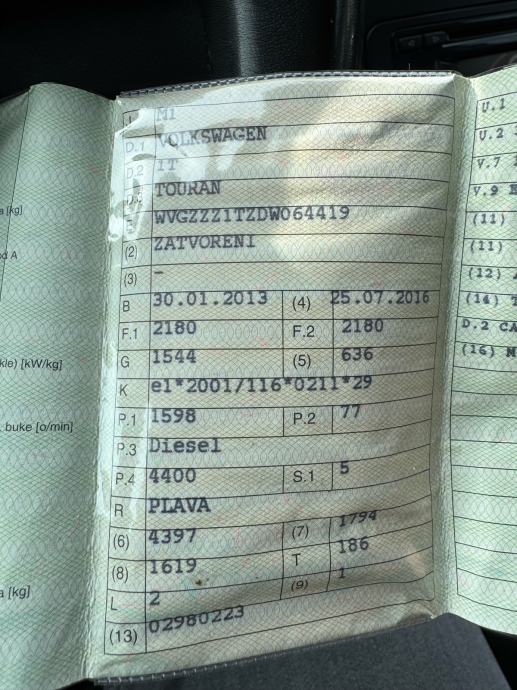 J M1
D.1 VOLKSWAGEN
D.2 1T
D.3 TOURAN
E WVGZZZ1TZDW064419
(2) ZATVORENI
(3) -
B 30.01.2013 (4) 25.07.2016
F.1 2180 F.2 2180
G 1544 (5) 636
K e1*2001/116*0211*29
P.1 1598 P.2 77
P.3 Diesel
P.4 4400 S.1 5
R PLAVA
(6) 4397 (7) 1794
(8) 1619 T 186
L 2 (9) 1
(13) 02980223
a [kg]
od A
kle) [kW/kg]
buke [o/min]
a [kg]
U.1
U.2
V.7
V.9
(11)
(11)
(12)
(14)
D.2 CA
(16) M